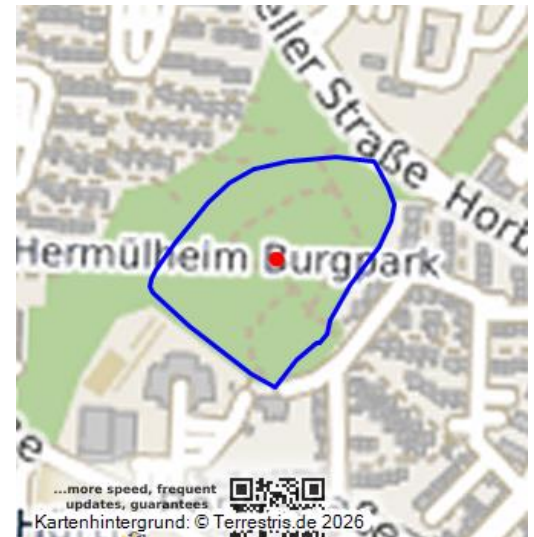 eller Straße
Horb
Hermülheim Burgpark
...more speed, frequent
updates, guarantees
Kartenhintergrund: © Terrestris.de 2026